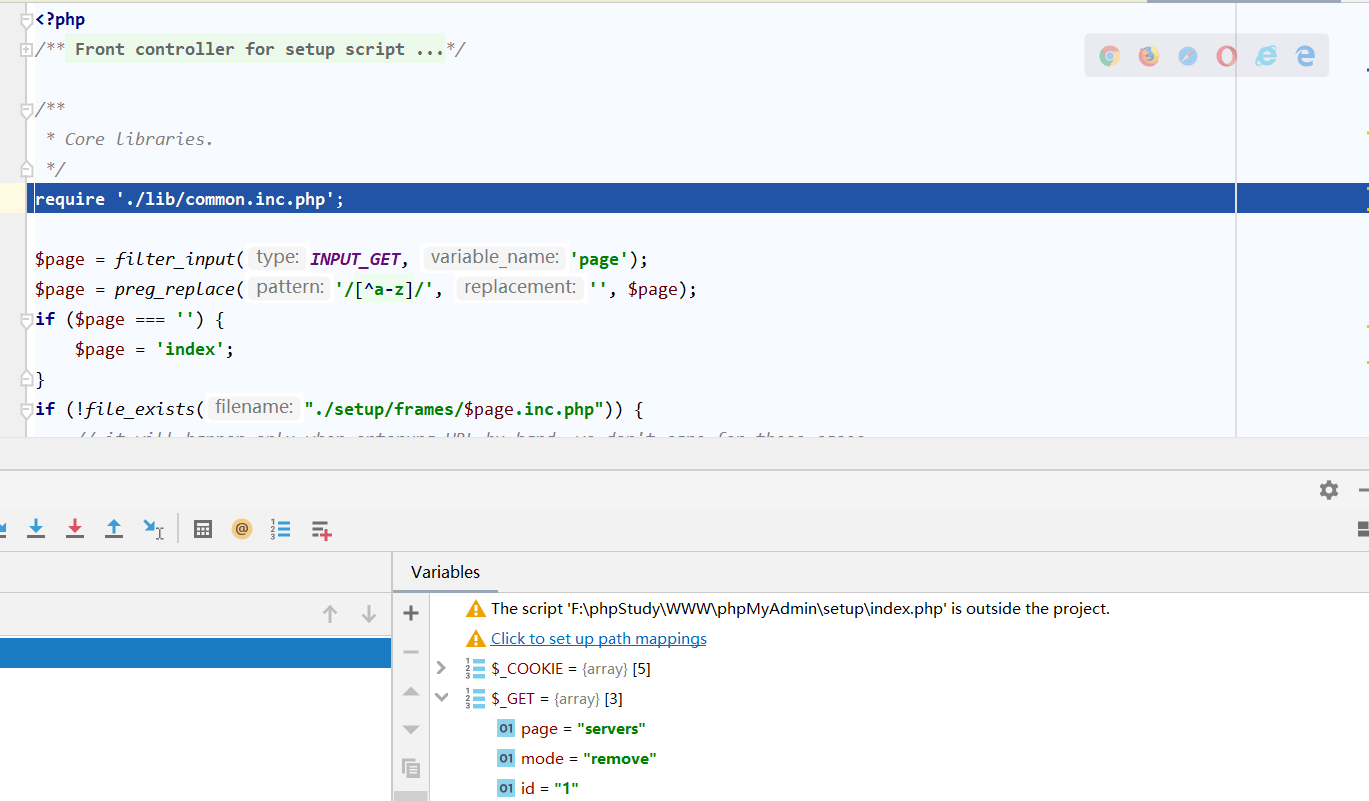 <?php
/** Front controller for setup script ...*/
/**
 * Core libraries.
 */
require './lib/common.inc.php';
$page = filter_input( type: INPUT_GET, variable_name: 'page');
$page = preg_replace( pattern: '/[^a-z]/', replacement: '', $page);
if ($page === '') {
    $page = 'index';
}
if (!file_exists( filename: "./setup/frames/$page.inc.php")) {
Variables
The script 'F:\phpStudy\WWW\phpMyAdmin\setup\index.php' is outside the project.
Click to set up path mappings
$_COOKIE = {array} [5]
$_GET = {array} [3]
01 page = "servers"
01 mode = "remove"
01 id = "1"